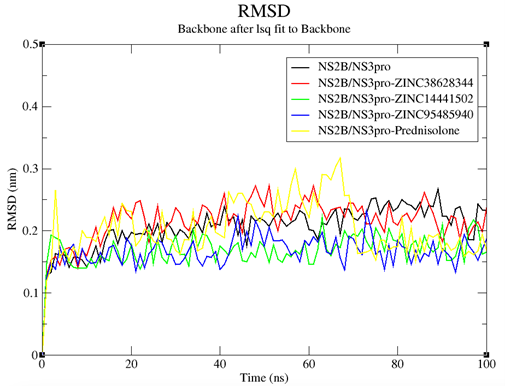 RMSD
Backbone after lsq fit to Backbone
0.5
NS2B/NS3pro
NS2B/NS3pro-ZINC38628344
NS2B/NS3pro-ZINC14441502
NS2B/NS3pro-ZINC95485940
NS2B/NS3pro-Prednisolone
0.4
0.3
RMSD (nm)
0.2
0.1
0
0 20 40 60 80 100
Time (ns)